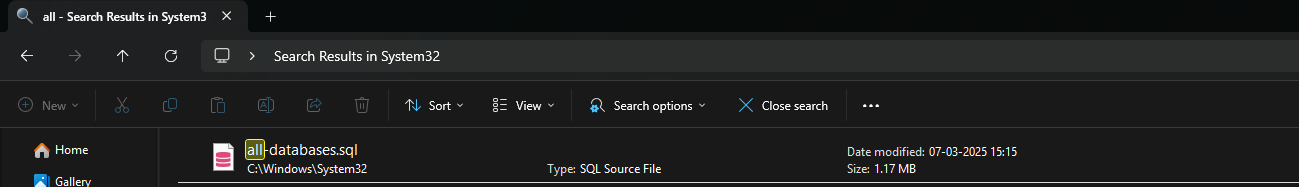 all - Search Results in System3
Search Results in System32
New
Sort
View
Search options
Close search
Home
all-databases.sql
C:\Windows\System32
Type: SQL Source File
Date modified: 07-03-2025 15:15
Size: 1.17 MB
Gallery